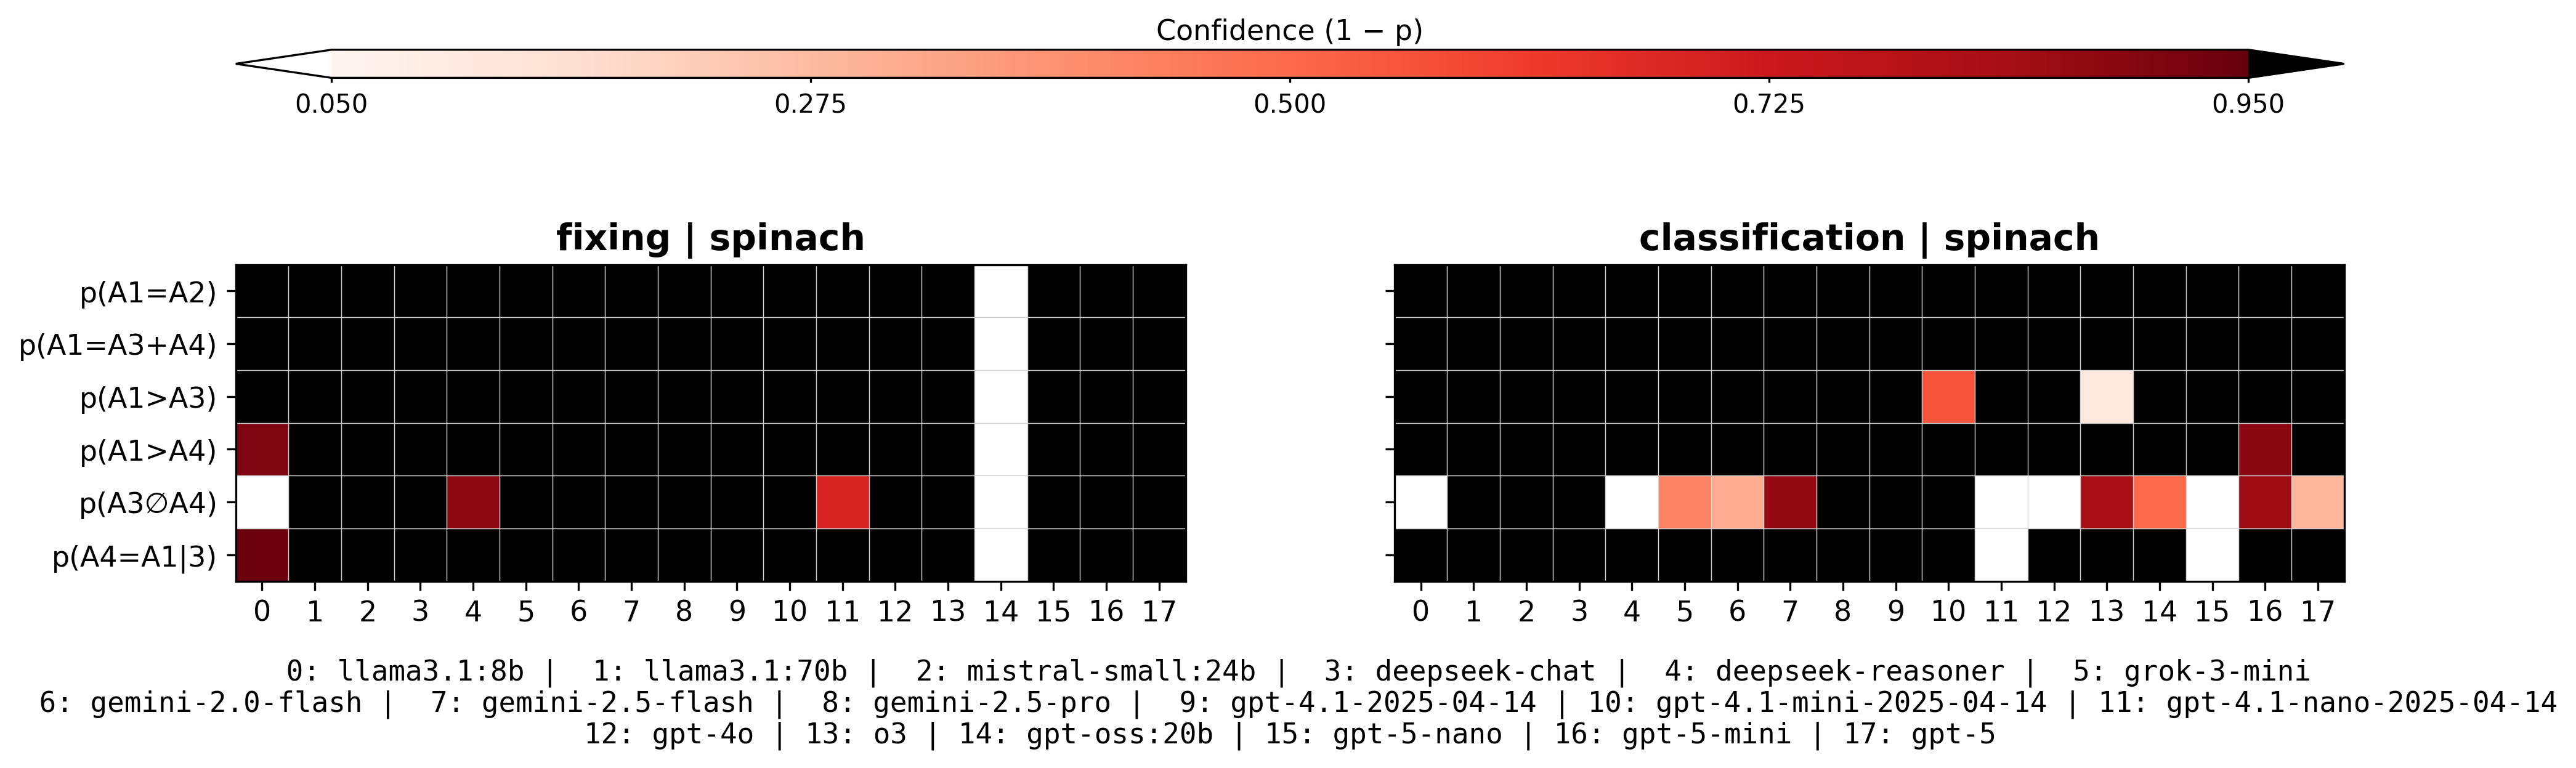 Confidence (1 − p)
0.050 0.275 0.500 0.725 0.950
fixing | spinach
classification | spinach
p(A1=A2)
p(A1=A3+A4)
p(A1>A3)
p(A1>A4)
p(A3∅A4)
p(A4=A1|3)
0 1 2 3 4 5 6 7 8 9 10 11 12 13 14 15 16 17
0 1 2 3 4 5 6 7 8 9 10 11 12 13 14 15 16 17
0: llama3.1:8b | 1: llama3.1:70b | 2: mistral-small:24b | 3: deepseek-chat | 4: deepseek-reasoner | 5: grok-3-mini
6: gemini-2.0-flash | 7: gemini-2.5-flash | 8: gemini-2.5-pro | 9: gpt-4.1-2025-04-14 | 10: gpt-4.1-mini-2025-04-14 | 11: gpt-4.1-nano-2025-04-14
12: gpt-4o | 13: o3 | 14: gpt-oss:20b | 15: gpt-5-nano | 16: gpt-5-mini | 17: gpt-5